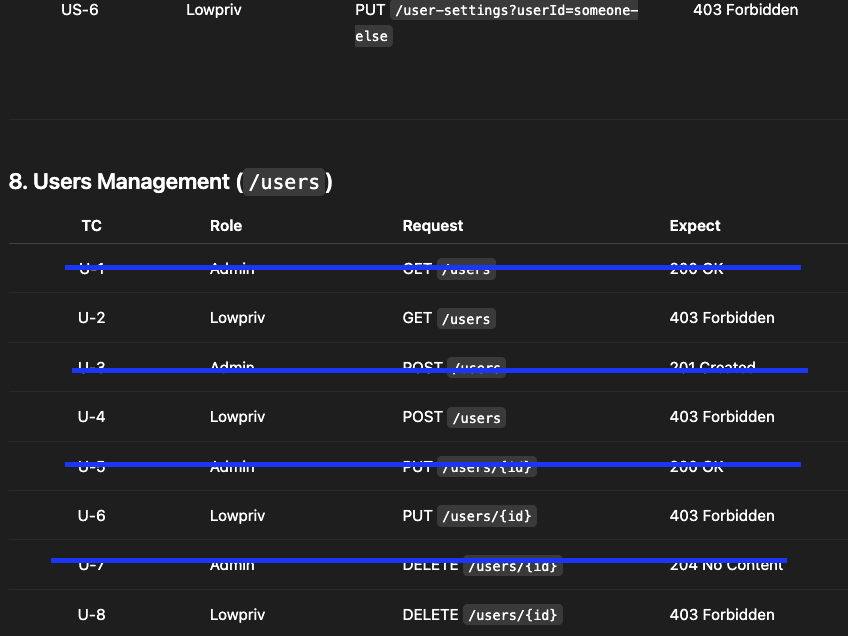 US-6 Lowpriv PUT /user-settings?userId=someone-
else 403 Forbidden
8. Users Management (/users)
TC Role Request Expect
U-1 Admin GET /users 200 OK
U-2 Lowpriv GET /users 403 Forbidden
U-3 Admin POST /users 201 Created
U-4 Lowpriv POST /users 403 Forbidden
U-5 Admin PUT /users/{id} 200 OK
U-6 Lowpriv PUT /users/{id} 403 Forbidden
U-7 Admin DELETE /users/{id} 204 No Content
U-8 Lowpriv DELETE /users/{id} 403 Forbidden